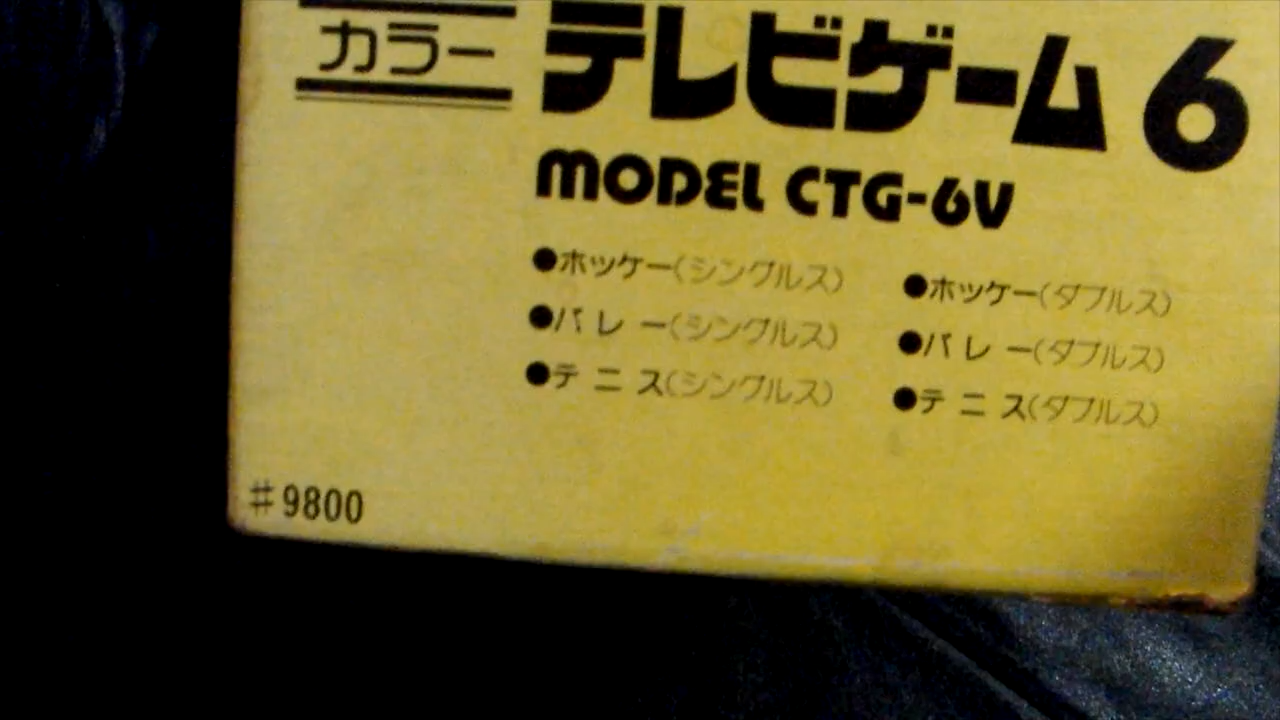 カラー テレビゲーム 6
MODEL CTG-6V
●ホッケー(シングルス) ●ホッケー(ダブルス)
●バレー(シングルス) ●バレー(ダブルス)
●テニス(シングルス) ●テニス(ダブルス)
#9800